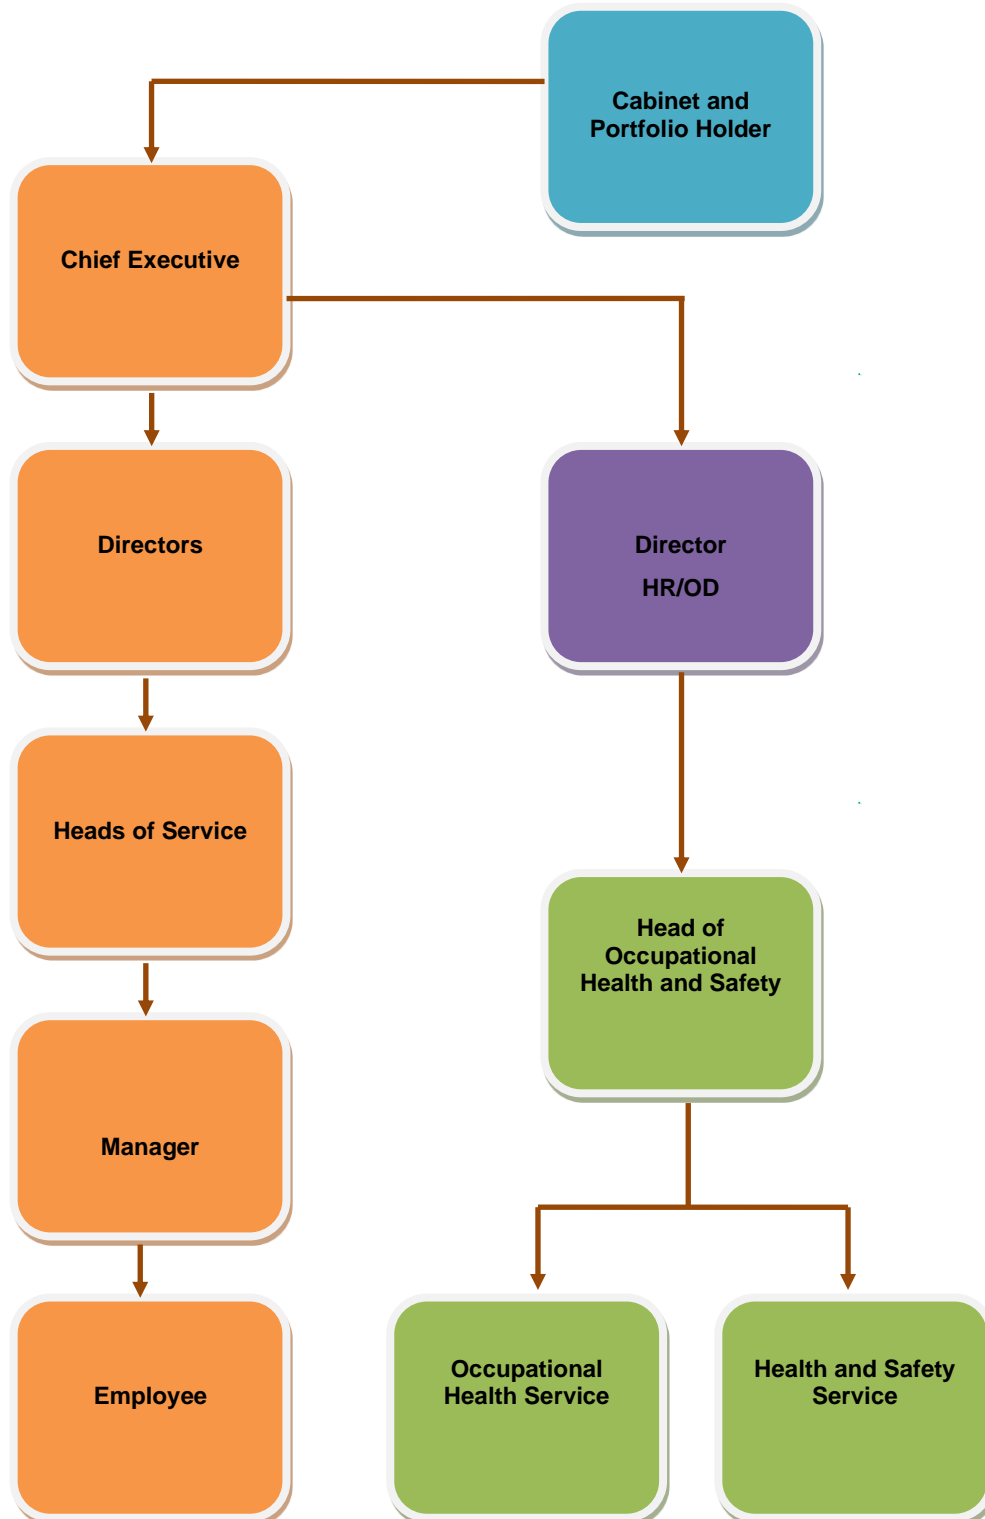 Cabinet and
Portfolio Holder
Chief Executive
Directors
Director
HR/OD
Heads of Service
Head of
Occupational
Health and Safety
Manager
Employee
Occupational
Health Service
Health and Safety
Service